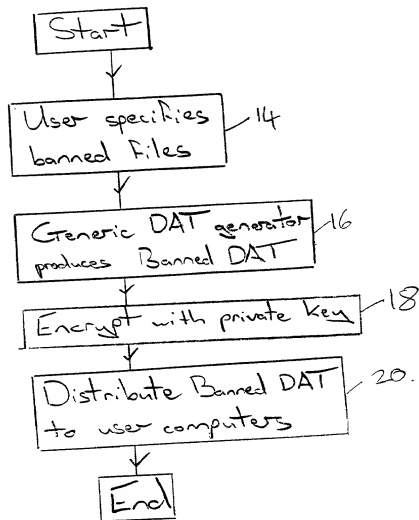 Start
User specifies 14
banned files
Generic DAT generator 16
produces Banned DAT
Encrypt with private key 18
Distribute Banned DAT 20.
to user computers
End